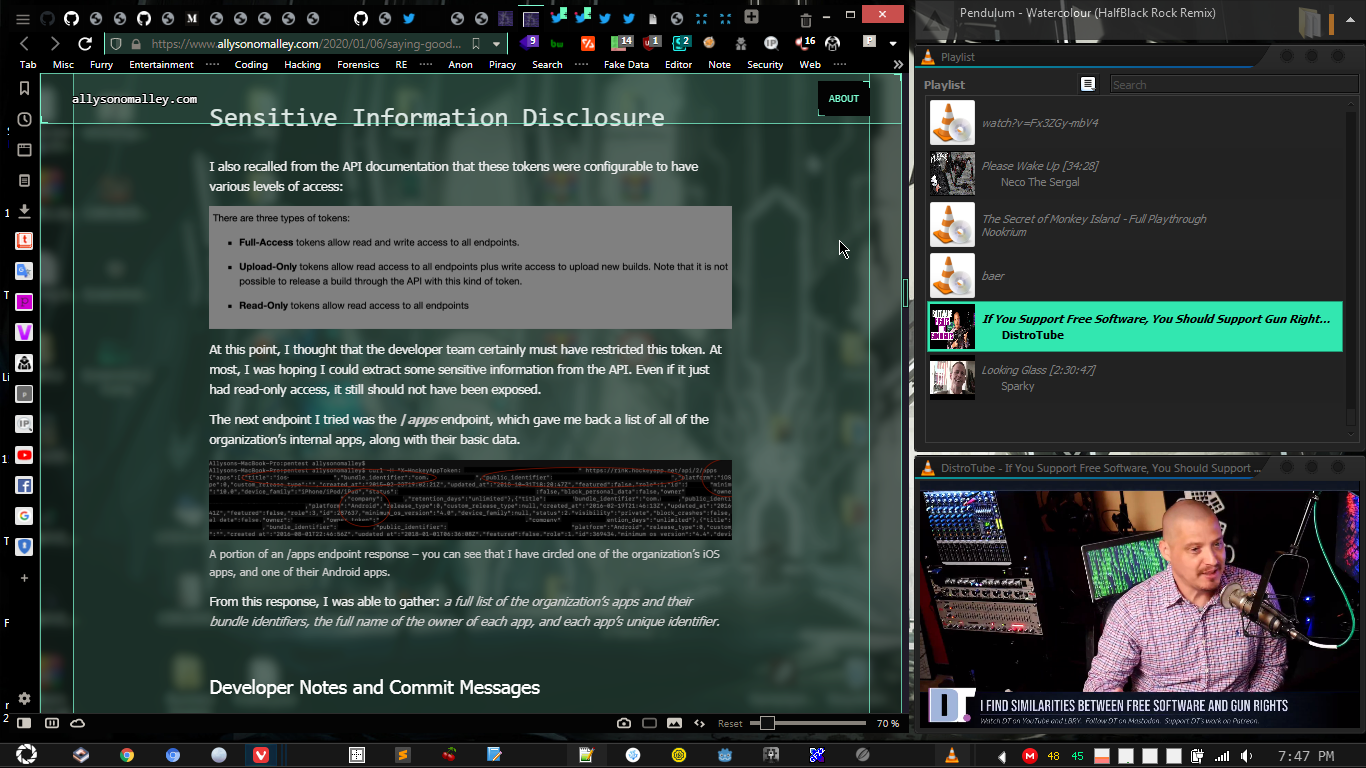 https://www.allysonomalley.com/2020/01/06/saying-good...
9
14
1
2
16
Tab Misc Furry Entertainment Coding Hacking Forensics RE Anon Piracy Search Fake Data Editor Note Security Web
allysonomalley.com
ABOUT
Sensitive Information Disclosure
I also recalled from the API documentation that these tokens were configurable to have
various levels of access:
There are three types of tokens:
Full-Access tokens allow read and write access to all endpoints.
Upload-Only tokens allow read access to all endpoints plus write access to upload new builds. Note that it is not
possible to release a build through the API with this kind of token.
Read-Only tokens allow read access to all endpoints
At this point, I thought that the developer team certainly must have restricted this token. At
most, I was hoping I could extract some sensitive information from the API. Even if it just
had read-only access, it still should not have been exposed.
The next endpoint I tried was the /apps endpoint, which gave me back a list of all of the
organization's internal apps, along with their basic data.
A portion of an /apps endpoint response – you can see that I have circled one of the organization's iOS
apps, and one of their Android apps.
From this response, I was able to gather: a full list of the organization's apps and their
bundle identifiers, the full name of the owner of each app, and each app's unique identifier.
Developer Notes and Commit Messages
Reset
70 %
Pendulum - Watercolour (HalfBlack Rock Remix)
Playlist
Playlist
Search
watch?v=Fx3ZGy-mbV4
Please Wake Up [34:28]
Neco The Sergal
The Secret of Monkey Island - Full Playthrough
Nookrium
baer
If You Support Free Software, You Should Support Gun Right...
DistroTube
Looking Glass [2:30:47]
Sparky
DistroTube - If You Support Free Software, You Should Support ...
DT
I FIND SIMILARITIES BETWEEN FREE SOFTWARE AND GUN RIGHTS
Watch DT on YouTube and LBRY. Follow DT on Mastodon. Support DT's work on Patreon.
48 45
7:47 PM